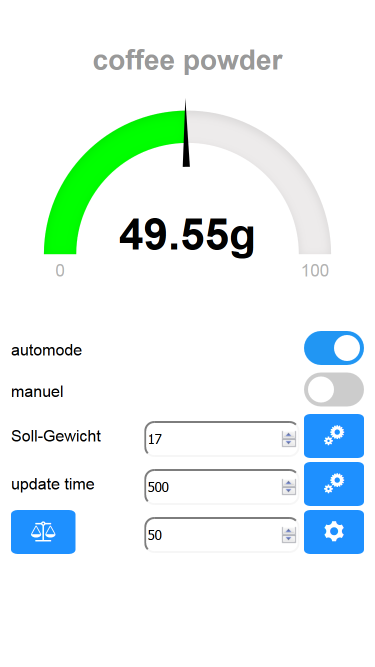 coffee powder
49.55g
0 100
automode
manuel
Soll-Gewicht 17
update time 500
50